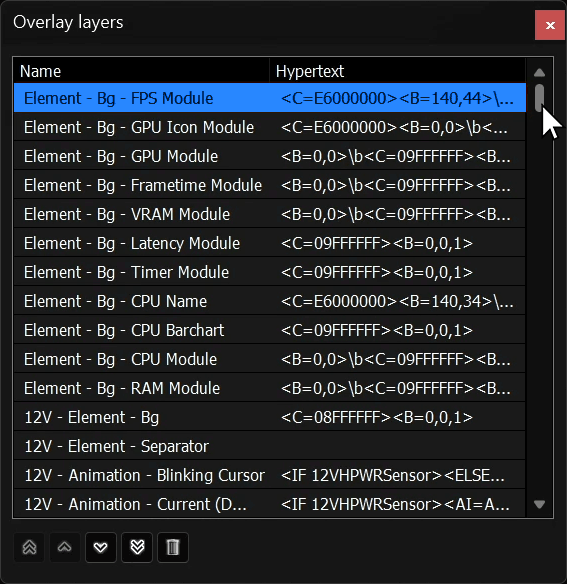 Overlay layers
Name Hypertext
Element - Bg - FPS Module <C=E6000000><B=140,44>\...
Element - Bg - GPU Icon Module <C=E6000000><B=0,0>\b<...
Element - Bg - GPU Module <B=0,0>\b<C=09FFFFFF><B...
Element - Bg - Frametime Module <B=0,0>\b<C=09FFFFFF><B...
Element - Bg - VRAM Module <B=0,0>\b<C=09FFFFFF><B...
Element - Bg - Latency Module <C=09FFFFFF><B=0,0,1>
Element - Bg - Timer Module <C=09FFFFFF><B=0,0,1>
Element - Bg - CPU Name <C=E6000000><B=140,34>\...
Element - Bg - CPU Barchart <C=09FFFFFF><B=0,0,1>
Element - Bg - CPU Module <B=0,0>\b<C=09FFFFFF><B...
Element - Bg - RAM Module <B=0,0>\b<C=09FFFFFF><B...
12V - Element - Bg <C=08FFFFFF><B=0,0,1>
12V - Element - Separator
12V - Animation - Blinking Cursor <IF 12VHPWRSensor><ELSE...
12V - Animation - Current (D... <IF 12VHPWRSensor><AI=A...